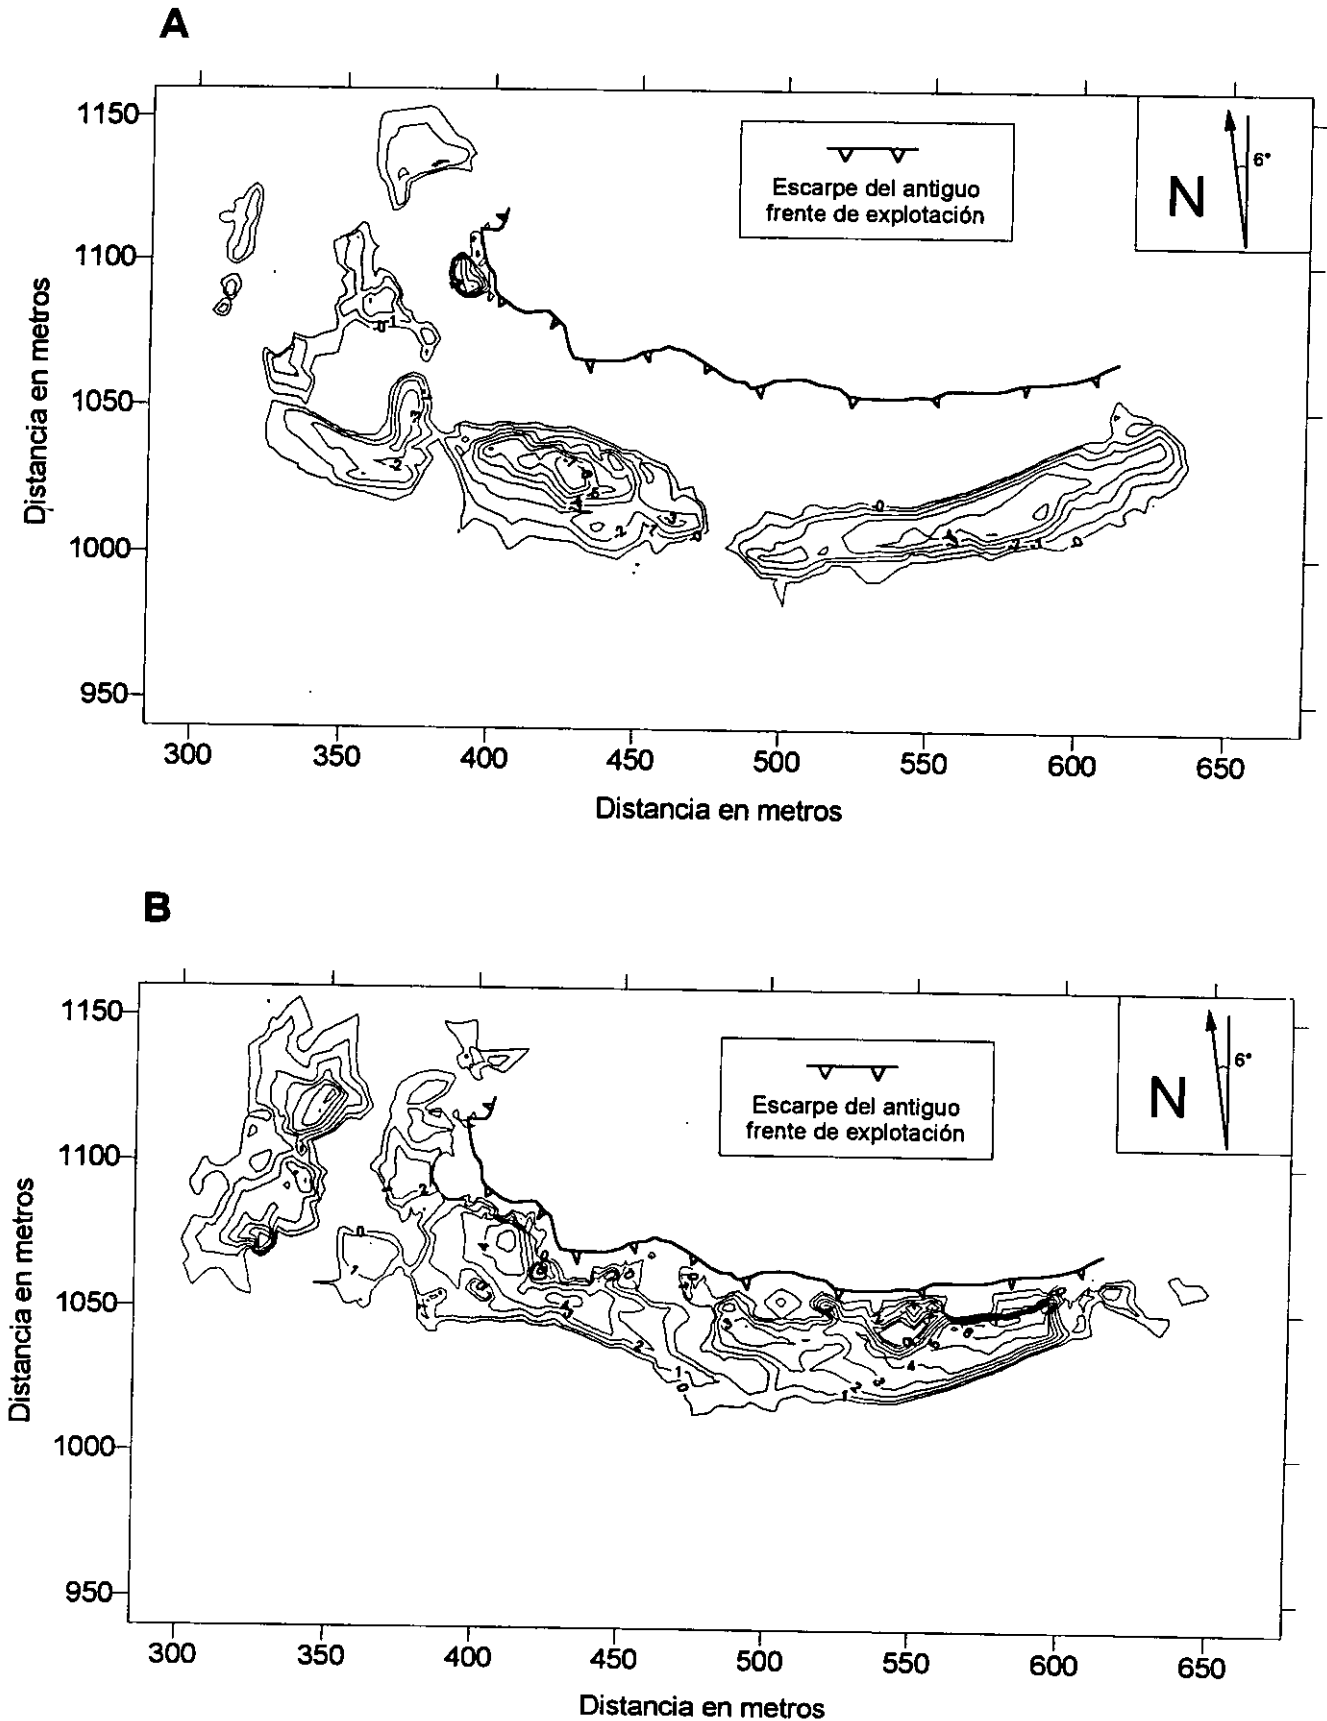 A
1150
1100
1050
1000
950
Distancia en metros
Escarpe del antiguo
frente de explotación
N
6°
300 350 400 450 500 550 600 650
Distancia en metros
B
1150
1100
1050
1000
950
Distancia en metros
Escarpe del antiguo
frente de explotación
N
6°
300 350 400 450 500 550 600 650
Distancia en metros